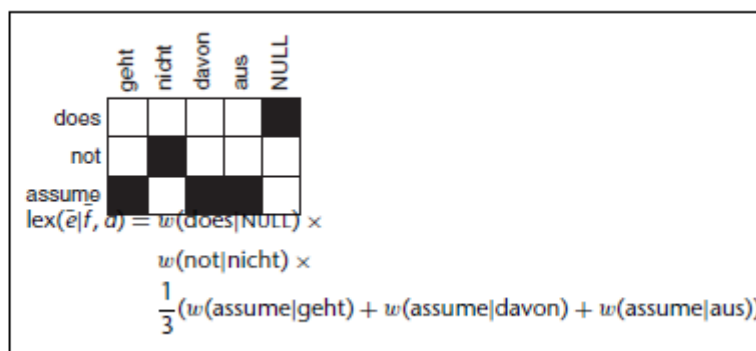 geht nicht davon aus NULL
does
not
assume
lex(ē|f̄, a) = w(does|NULL) ×
w(not|nicht) ×
1/3(w(assume|geht) + w(assume|davon) + w(assume|aus))